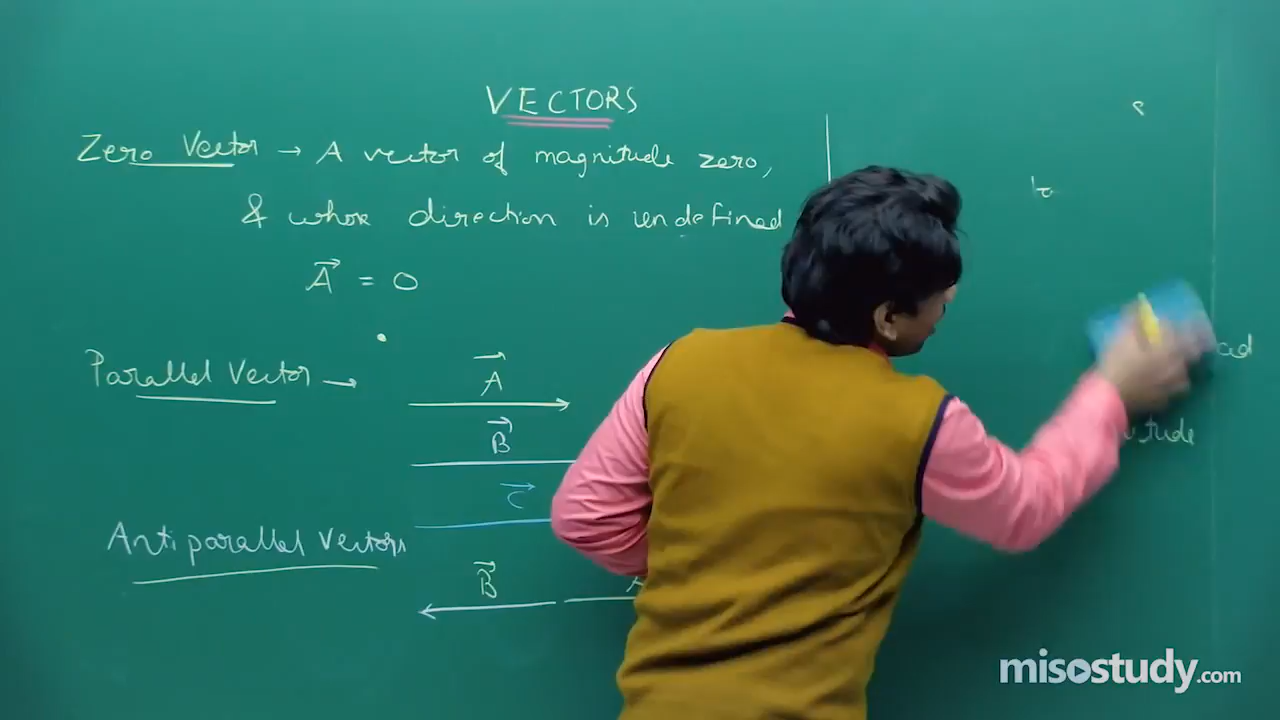 VECTORS
Zero Vector → A vector of magnitude zero,
& whose direction is undefined
A⃗ = 0
Parallel Vector →
A⃗
B⃗
C⃗
Antiparallel Vectors
B⃗
misostudy.com